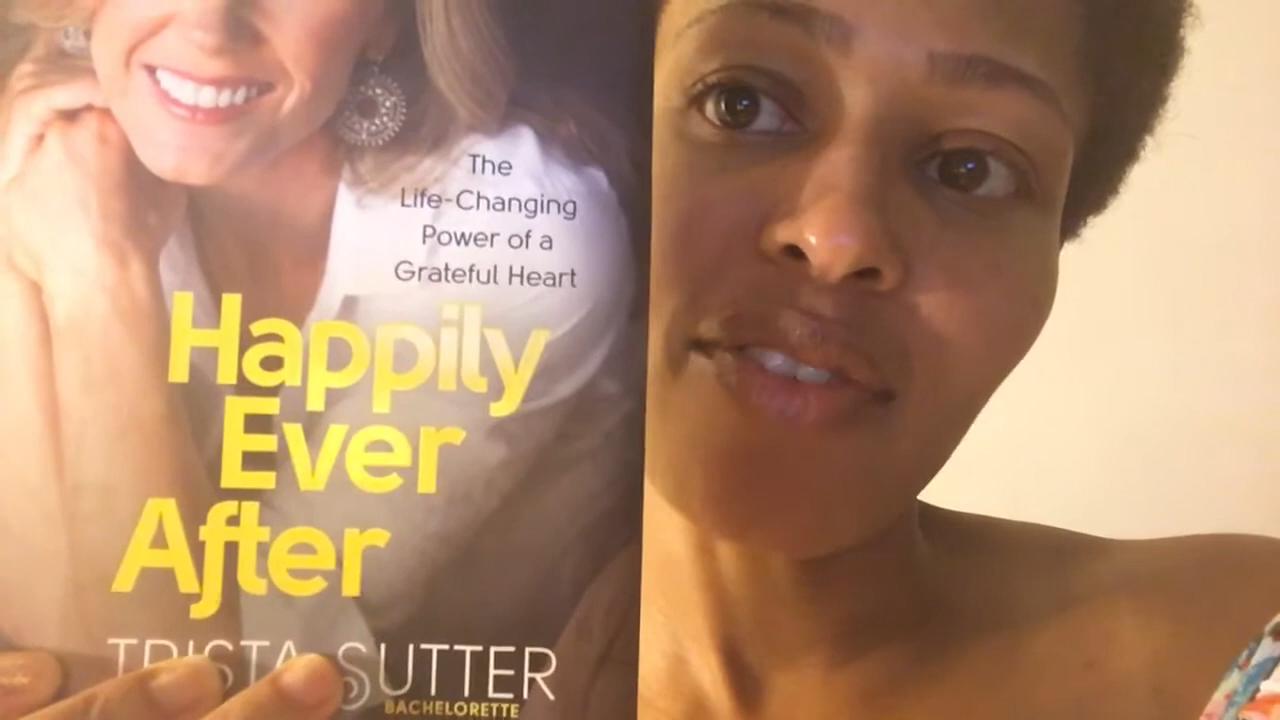 The
Life-Changing
Power of a
Grateful Heart
Happily
Ever
After
TRISTA SUTTER
BACHELORETTE